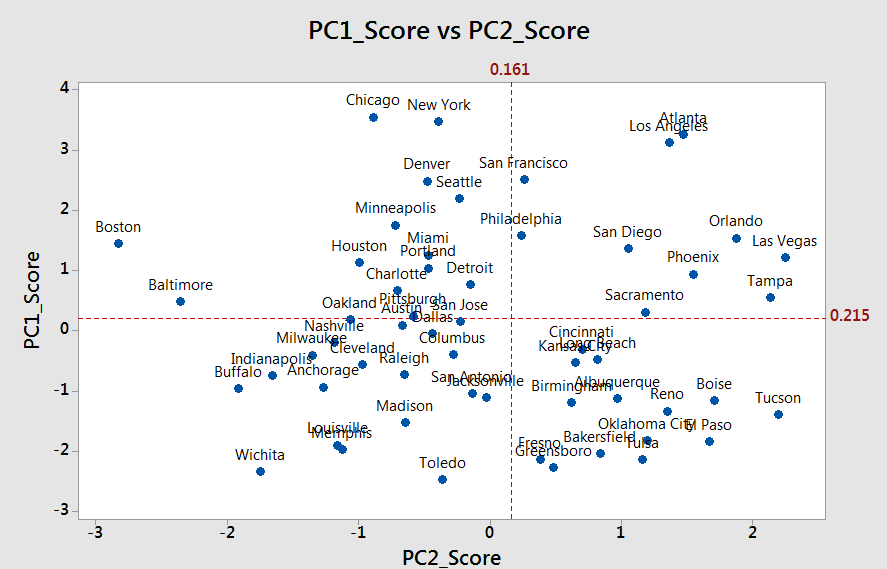 PC1_Score vs PC2_Score
0.161
4
Chicago
New York
Atlanta
Los Angeles
3
San Francisco
Denver
Seattle
2
Minneapolis
Philadelphia
Orlando
Boston
San Diego
Las Vegas
Miami
Houston
Portland
Phoenix
1
Charlotte
Detroit
Baltimore
Tampa
Sacramento
Oakland
Pittsburgh
San Jose
Austin
0.215
Dallas
0
Nashville
Cincinnati
Milwaukee
Columbus
Long Beach
Kansas City
Cleveland
Indianapolis
Raleigh
Buffalo
Anchorage
San Antonio
Jacksonville
Birmingham
Albuquerque
Boise
Reno
Tucson
-1
Madison
Oklahoma City
El Paso
Louisville
Memphis
Bakersfield
Tulsa
Fresno
Greensboro
-2
Wichita
Toledo
-3
-3
-2
-1
0
1
2
PC2_Score
PC1_Score